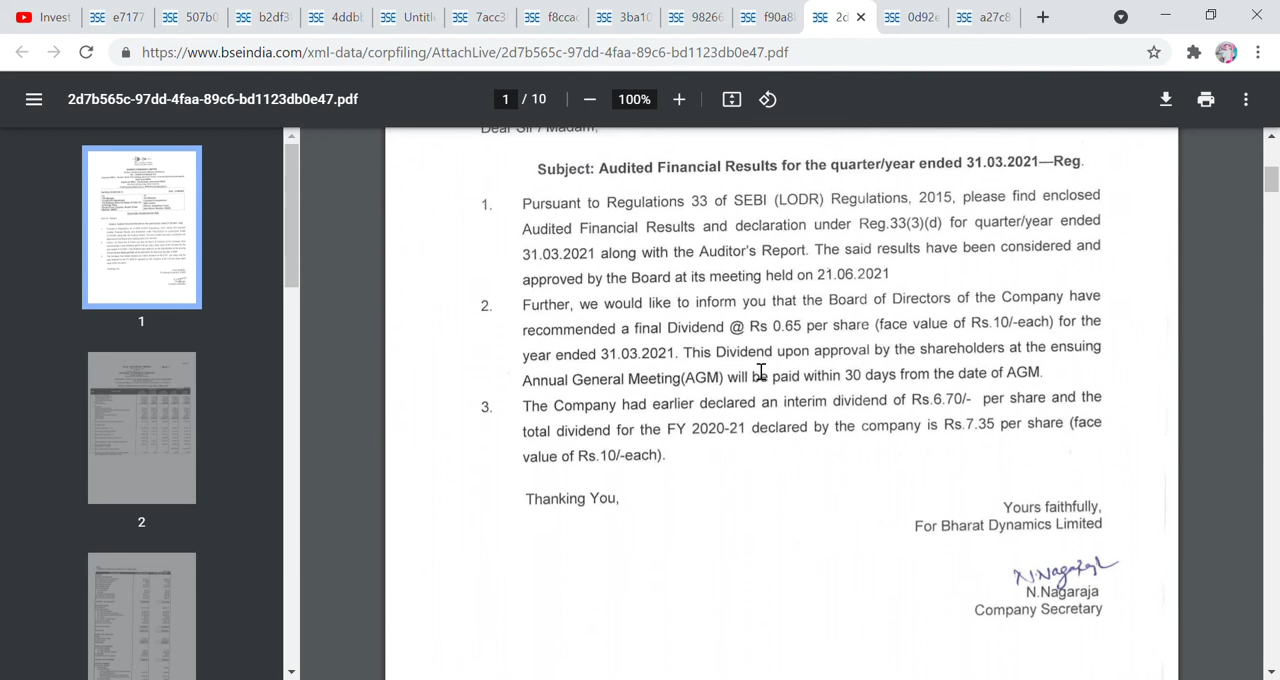 Invest
e7177
507b0
b2df3
4ddbl
Untitl
7acc3
f8cca
3ba10
98266
f90a8
2d
0d92e
a27c8
https://www.bseindia.com/xml-data/corpfiling/AttachLive/2d7b565c-97dd-4faa-89c6-bd1123db0e47.pdf
2d7b565c-97dd-4faa-89c6-bd1123db0e47.pdf
1 / 10
100%
Dear Sir / Madam,
Subject: Audited Financial Results for the quarter/year ended 31.03.2021—Reg.
1. Pursuant to Regulations 33 of SEBI (LODR) Regulations, 2015, please find enclosed
Audited Financial Results and declaration under Reg.33(3)(d) for quarter/year ended
31.03.2021 along with the Auditor's Report. The said results have been considered and
approved by the Board at its meeting held on 21.06.2021
2. Further, we would like to inform you that the Board of Directors of the Company have
recommended a final Dividend @ Rs 0.65 per share (face value of Rs.10/-each) for the
year ended 31.03.2021. This Dividend upon approval by the shareholders at the ensuing
Annual General Meeting(AGM) will be paid within 30 days from the date of AGM.
3. The Company had earlier declared an interim dividend of Rs.6.70/- per share and the
total dividend for the FY 2020-21 declared by the company is Rs.7.35 per share (face
value of Rs.10/-each).
Thanking You,
Yours faithfully,
For Bharat Dynamics Limited
N.Nagaraja
N.Nagaraja
Company Secretary
1
2